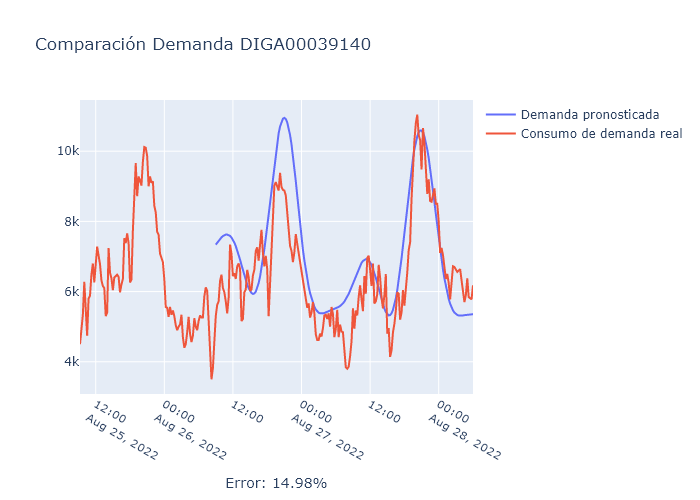 Comparación Demanda DIGA00039140
Demanda pronosticada
Consumo de demanda real
10k
8k
6k
4k
12:00
Aug 25, 2022
00:00
Aug 26, 2022
12:00
00:00
Aug 27, 2022
12:00
00:00
Aug 28, 2022
Error: 14.98%